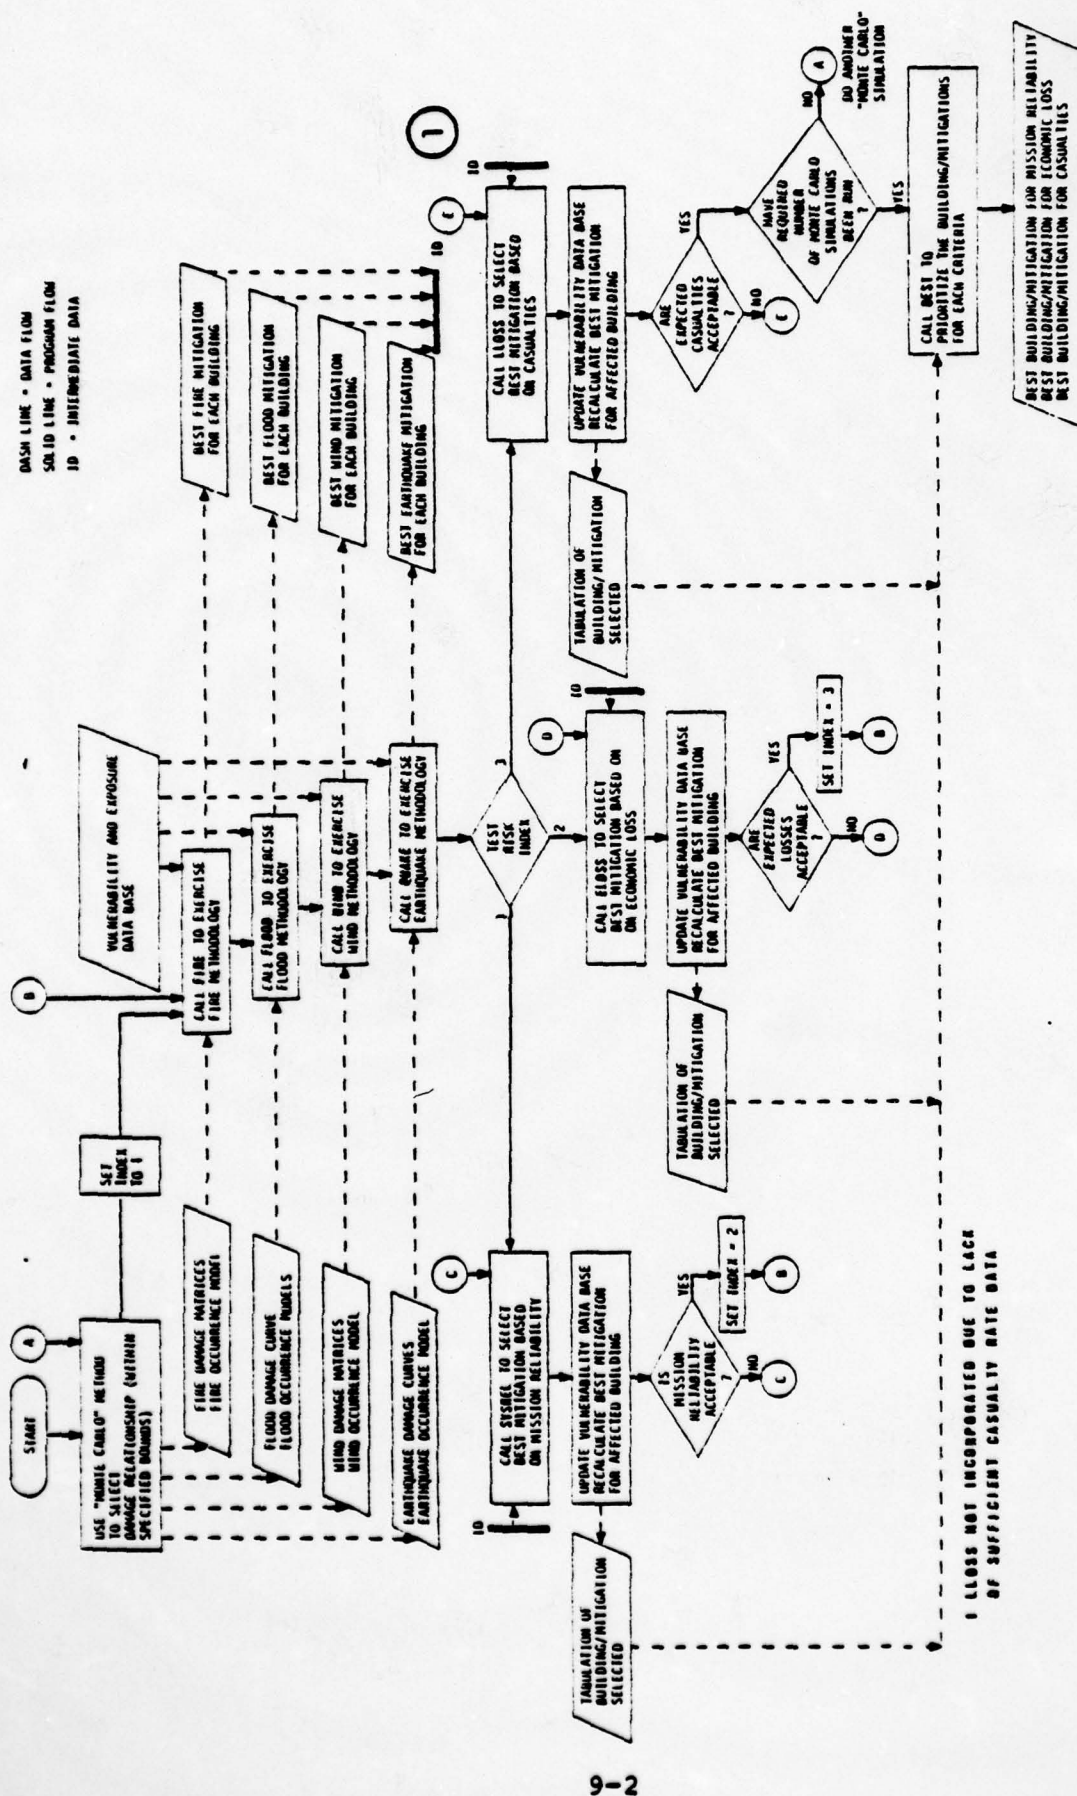 DASH LINE = DATA FLOW
SOLID LINE = PROGRAM FLOW
ID = INTERMEDIATE DATA
START
A
USE "MONTE CARLO" METHOD
TO SELECT
DAMAGE RELATIONSHIP (WITHIN
SPECIFIED BOUNDS)
SET
INDEX
TO 1
B
VULNERABILITY AND EXPOSURE
DATA BASE
FIRE DAMAGE MATRICES
FIRE OCCURRENCE MODEL
CALL FIRE TO EXERCISE
FIRE METHODOLOGY
BEST FIRE MITIGATION
FOR EACH BUILDING
FLOOD DAMAGE CURVE
FLOOD OCCURRENCE MODELS
CALL FLOOD TO EXERCISE
FLOOD METHODOLOGY
BEST FLOOD MITIGATION
FOR EACH BUILDING
WIND DAMAGE MATRICES
WIND OCCURRENCE MODEL
CALL WIND TO EXERCISE
WIND METHODOLOGY
BEST WIND MITIGATION
FOR EACH BUILDING
EARTHQUAKE DAMAGE CURVES
EARTHQUAKE OCCURRENCE MODEL
CALL QUAKE TO EXERCISE
EARTHQUAKE METHODOLOGY
BEST EARTHQUAKE MITIGATION
FOR EACH BUILDING
ID
1
TEST
RISK
INDEX
1
2
3
C
ID
CALL SYSREL TO SELECT
BEST MITIGATION BASED
ON MISSION RELIABILITY
UPDATE VULNERABILITY DATA BASE
RECALCULATE BEST MITIGATION
FOR AFFECTED BUILDING
TABULATION OF
BUILDING/MITIGATION
SELECTED
IS
MISSION
RELIABILITY
ACCEPTABLE
?
YES
SET INDEX = 2
B
NO
C
D
ID
CALL ELOSS TO SELECT
BEST MITIGATION BASED ON
ON ECONOMIC LOSS
UPDATE VULNERABILITY DATA BASE
RECALCULATE BEST MITIGATION
FOR AFFECTED BUILDING
TABULATION OF
BUILDING/MITIGATION
SELECTED
ARE
EXPECTED
LOSSES
ACCEPTABLE
?
YES
SET INDEX = 3
B
NO
D
E
ID
CALL LLOSS TO SELECT
BEST MITIGATION BASED
ON CASUALTIES
UPDATE VULNERABILITY DATA BASE
RECALCULATE BEST MITIGATION
FOR AFFECTED BUILDING
TABULATION OF
BUILDING/MITIGATION
SELECTED
ARE
EXPECTED
CASUALTIES
ACCEPTABLE
?
YES
NO
E
HAVE
REQUIRED
NUMBER
OF MONTE CARLO
SIMULATIONS
BEEN RUN
?
NO
A
DO ANOTHER
"MONTE CARLO"
SIMULATION
YES
CALL BEST TO
PRIORITIZE THE BUILDING/MITIGATIONS
FOR EACH CRITERIA
BEST BUILDING/MITIGATION FOR MISSION RELIABILITY
BEST BUILDING/MITIGATION FOR ECONOMIC LOSS
BEST BUILDING/MITIGATION FOR CASUALTIES
1 LLOSS NOT INCORPORATED DUE TO LACK
OF SUFFICIENT CASUALTY RATE DATA
9-2